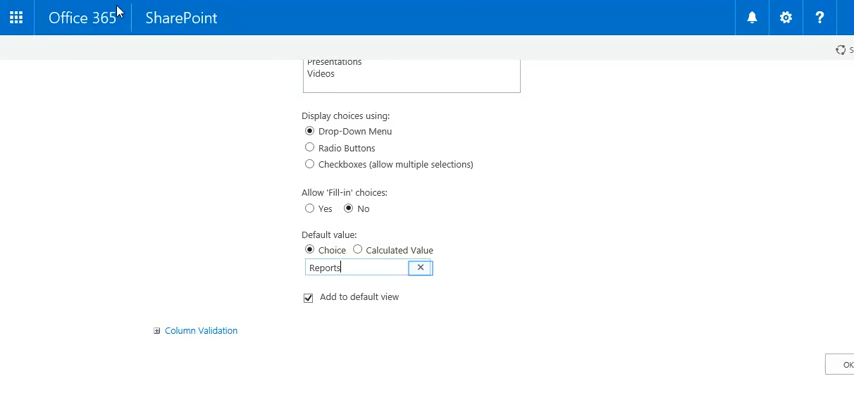 Office 365
SharePoint
?
S
Presentations
Videos
Display choices using:
Drop-Down Menu
Radio Buttons
Checkboxes (allow multiple selections)
Allow 'Fill-in' choices:
Yes No
Default value:
Choice Calculated Value
Reports
Add to default view
Column Validation
OK